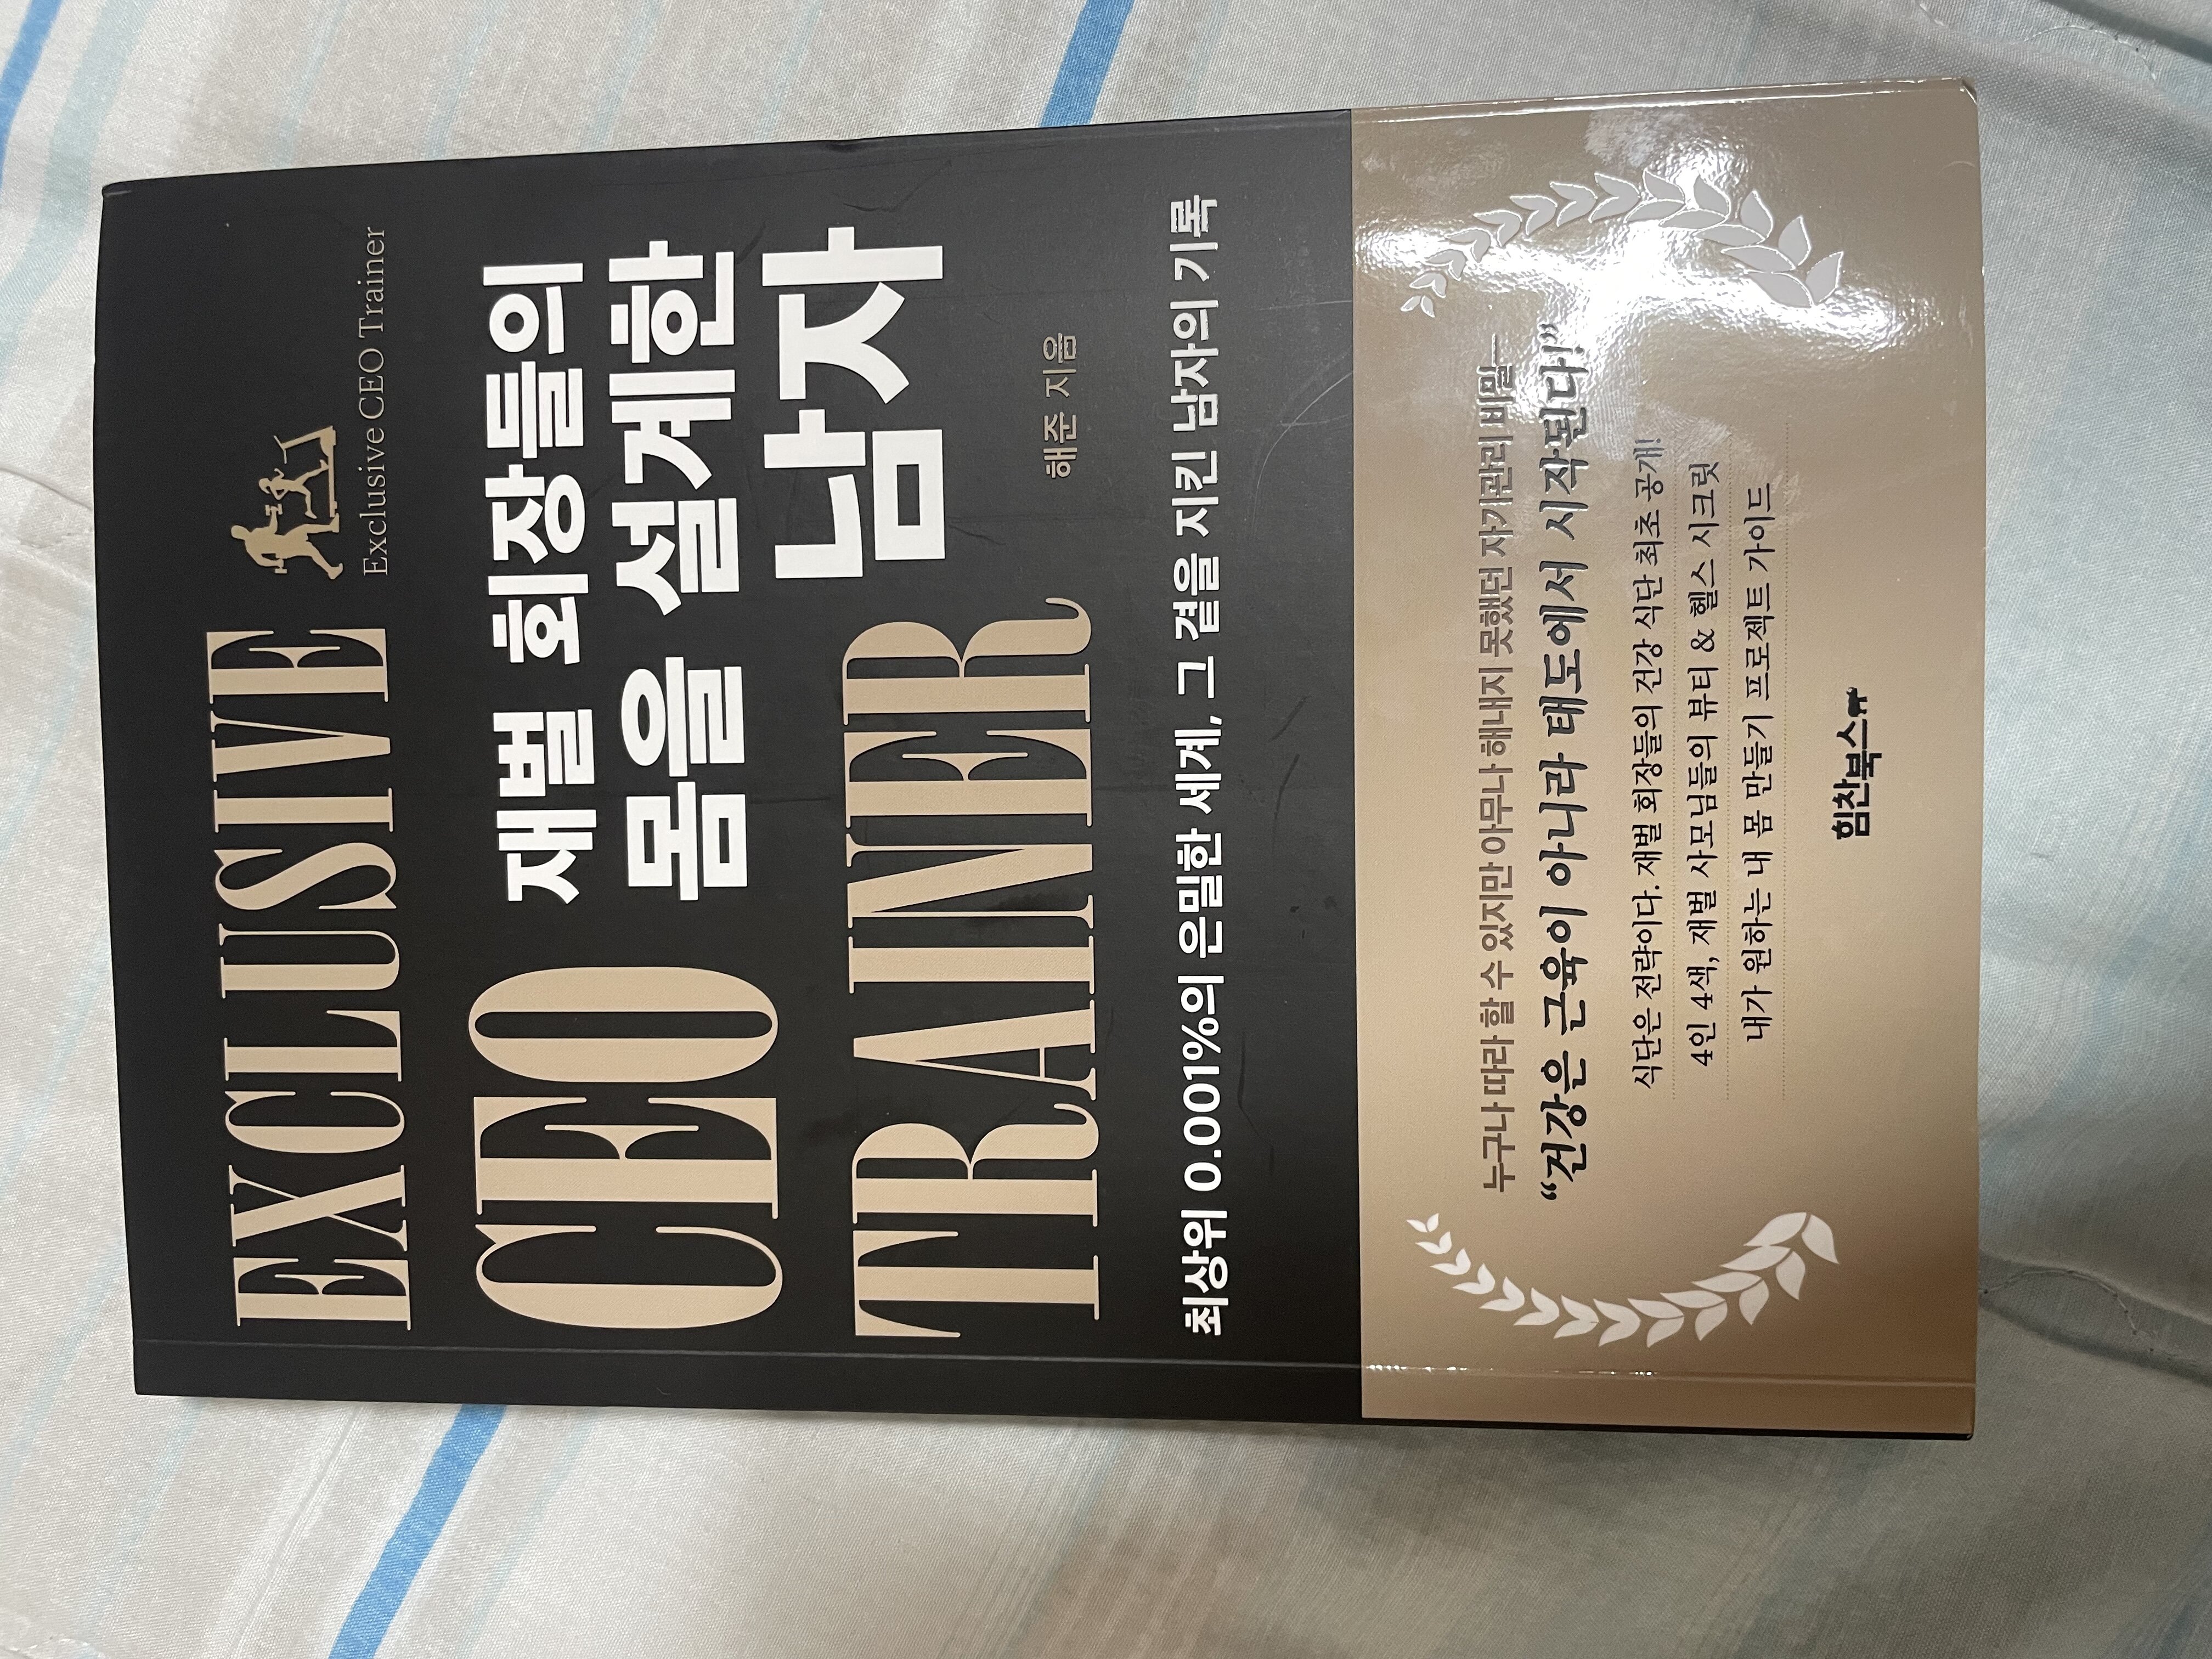 EXCLUSIVE
Exclusive CEO Trainer
CEO
재벌 회장들의
몸을 설계한
남자
TRAINER
해준 지음
최상위 0.001%의 은밀한 세계, 그 곁을 지킨 남자의 기록
누구나 따라 할 수 있지만 아무나 해내지 못했던 자기관리 비밀—
“건강은 근육이 아니라 태도에서 시작된다!”
식단은 전략이다. 재벌 회장들의 건강 식단 최초 공개!
4인 4색, 재벌 사모님들의 뷰티 & 헬스 시크릿
내가 원하는 내 몸 만들기 프로젝트 가이드
힘찬북스